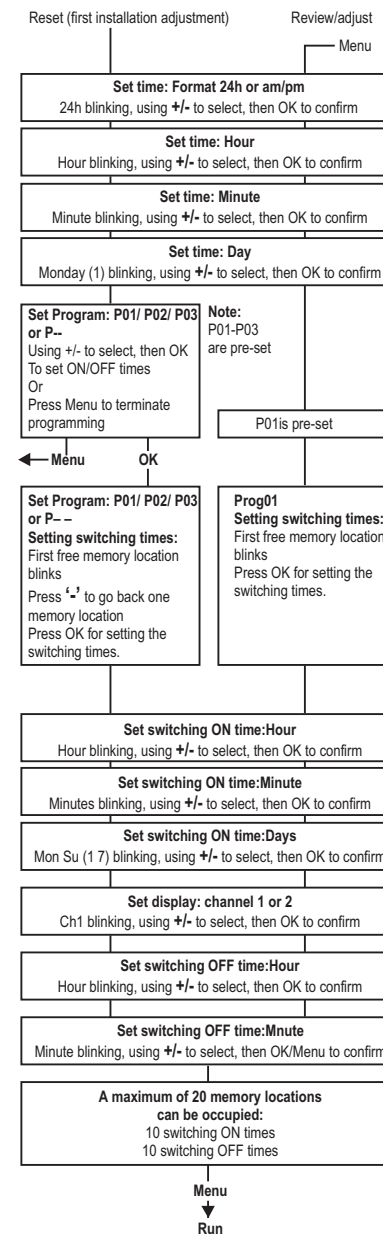 Reset (first installation adjustment)
Review/adjust
Menu
Set time: Format 24h or am/pm
24h blinking, using +/- to select, then OK to confirm
Set time: Hour
Hour blinking, using +/- to select, then OK to confirm
Set time: Minute
Minute blinking, using +/- to select, then OK to confirm
Set time: Day
Monday (1) blinking, using +/- to select, then OK to confirm
Set Program: P01/ P02/ P03
or P--
Using +/- to select, then OK
To set ON/OFF times
Or
Press Menu to terminate
programming
Note:
P01-P03
are pre-set
P01is pre-set
Menu
OK
Set Program: P01/ P02/ P03
or P– –
Setting switching times:
First free memory location
blinks
Press '-' to go back one
memory location
Press OK for setting the
switching times.
Prog01
Setting switching times:
First free memory location
blinks
Press OK for setting the
switching times.
Set switching ON time:Hour
Hour blinking, using +/- to select, then OK to confirm
Set switching ON time:Minute
Minutes blinking, using +/- to select, then OK to confirm
Set switching ON time:Days
Mon Su (1 7) blinking, using +/- to select, then OK to confirm
Set display: channel 1 or 2
Ch1 blinking, using +/- to select, then OK to confirm
Set switching OFF time:Hour
Hour blinking, using +/- to select, then OK to confirm
Set switching OFF time:Mnute
Minute blinking, using +/- to select, then OK/Menu to confirm
A maximum of 20 memory locations
can be occupied:
10 switching ON times
10 switching OFF times
Menu
Run